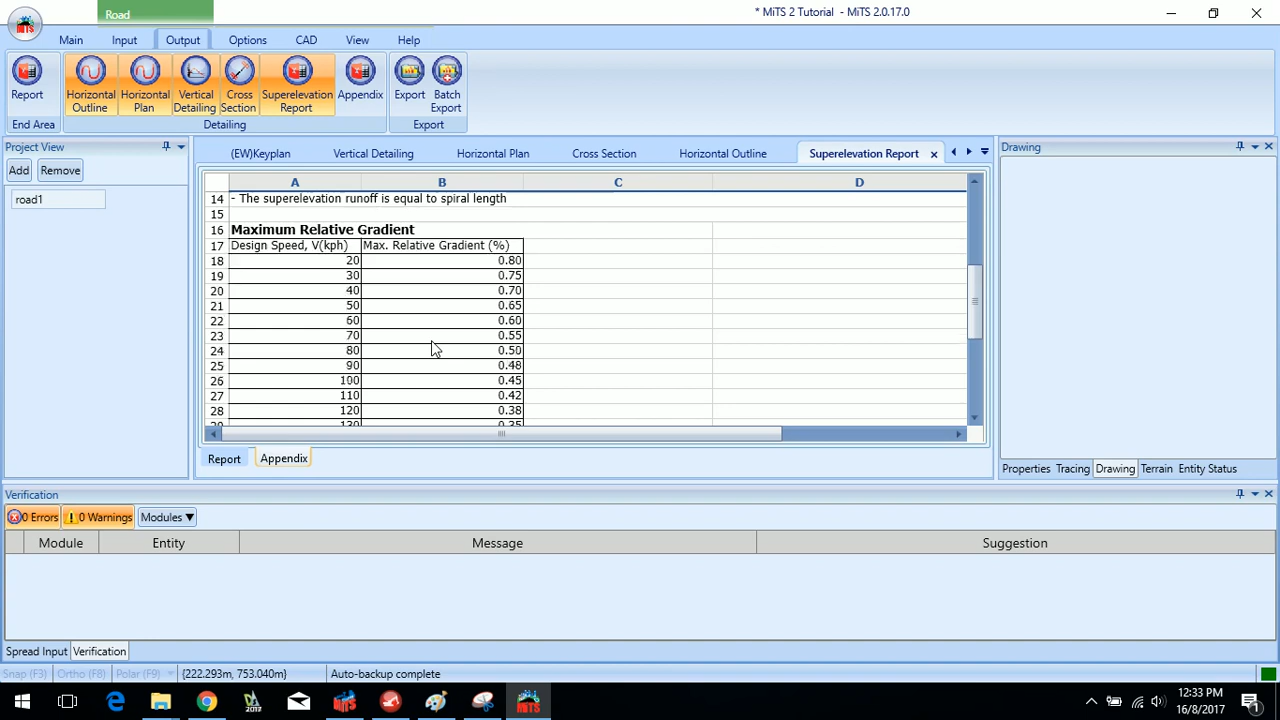 Road
* MiTS 2 Tutorial - MiTS 2.0.17.0
MiTS
Main Input Output Options CAD View Help
Report
Horizontal Outline
Horizontal Plan
Vertical Detailing
Cross Section
Superelevation Report
Appendix
Export
Batch Export
End Area Detailing Export
Project View
Add Remove
road1
(EW)Keyplan Vertical Detailing Horizontal Plan Cross Section Horizontal Outline Superelevation Report
A B C D
14 - The superelevation runoff is equal to spiral length
15
16 Maximum Relative Gradient
17 Design Speed, V(kph) Max. Relative Gradient (%)
18 20 0.80
19 30 0.75
20 40 0.70
21 50 0.65
22 60 0.60
23 70 0.55
24 80 0.50
25 90 0.48
26 100 0.45
27 110 0.42
28 120 0.38
29 130 0.35
Report Appendix
Drawing
Properties Tracing Drawing Terrain Entity Status
Verification
0 Errors 0 Warnings Modules
Module Entity Message Suggestion
Spread Input Verification
Snap (F3) Ortho (F8) Polar (F9) {222.293m, 753.040m} Auto-backup complete
12:33 PM
16/8/2017